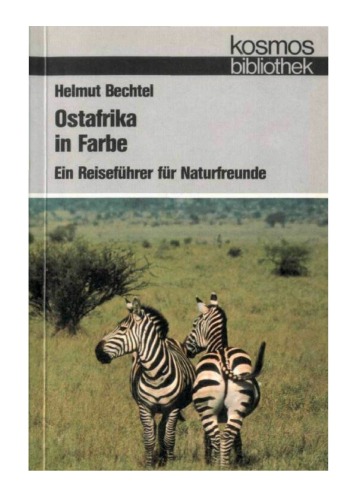 kosmos
bibliothek
Helmut Bechtel
Ostafrika
in Farbe
Ein Reiseführer für Naturfreunde